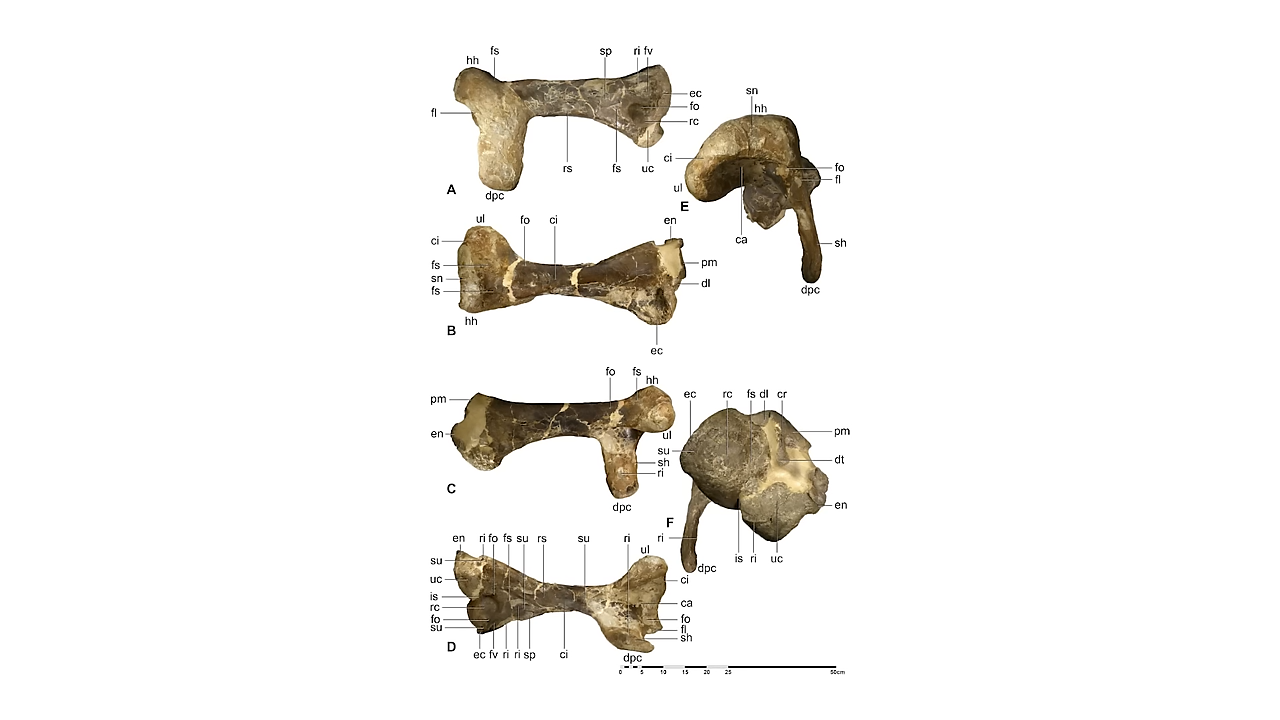 fs sp ri fv
hh
ec
fo
rc
fl
rs fs uc
A
dpc
sn
hh
ci
fo
fl
ul
E
ca
sh
dpc
ul fo ci en
ci
fs
sn
fs
pm
dl
hh
B
ec
fo fs
hh
pm
en
ul
sh
ri
C
dpc
ec rc fs dl cr
pm
su
dt
en
F
ri
is ri uc
dpc
en ri fo fs su rs su ri ul
su
uc
is
rc
fo
su
ci
ca
fo
fl
sh
D
ec fv ri ri sp ci dpc
0 5 10 15 20 25 50cm